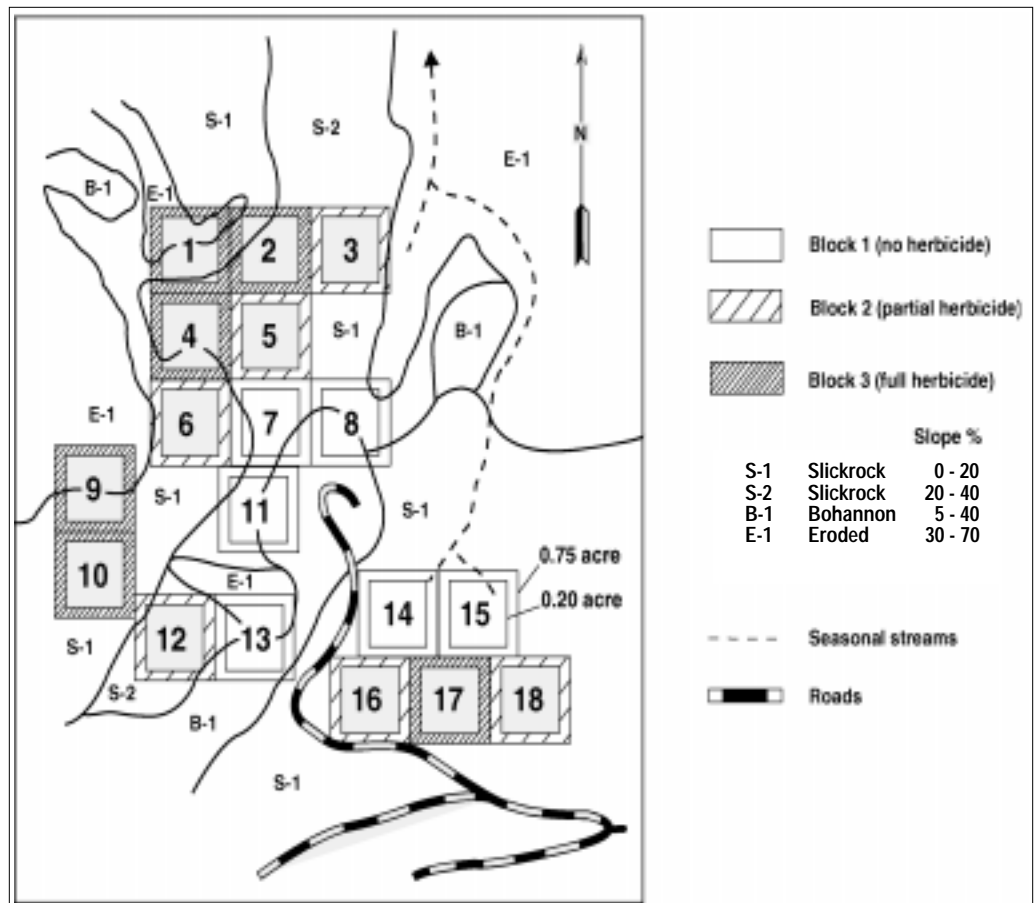 S-1
S-2
N
E-1
B-1
E-1
1
2
3
Block 1 (no herbicide)
4
5
S-1
B-1
Block 2 (partial herbicide)
Block 3 (full herbicide)
E-1
6
7
8
Slope %
S-1 Slickrock 0 - 20
S-2 Slickrock 20 - 40
B-1 Bohannon 5 - 40
E-1 Eroded 30 - 70
9
S-1
11
S-1
10
E-1
0.75 acre
0.20 acre
14
15
12
13
S-1
Seasonal streams
S-2
B-1
16
17
18
Roads
S-1